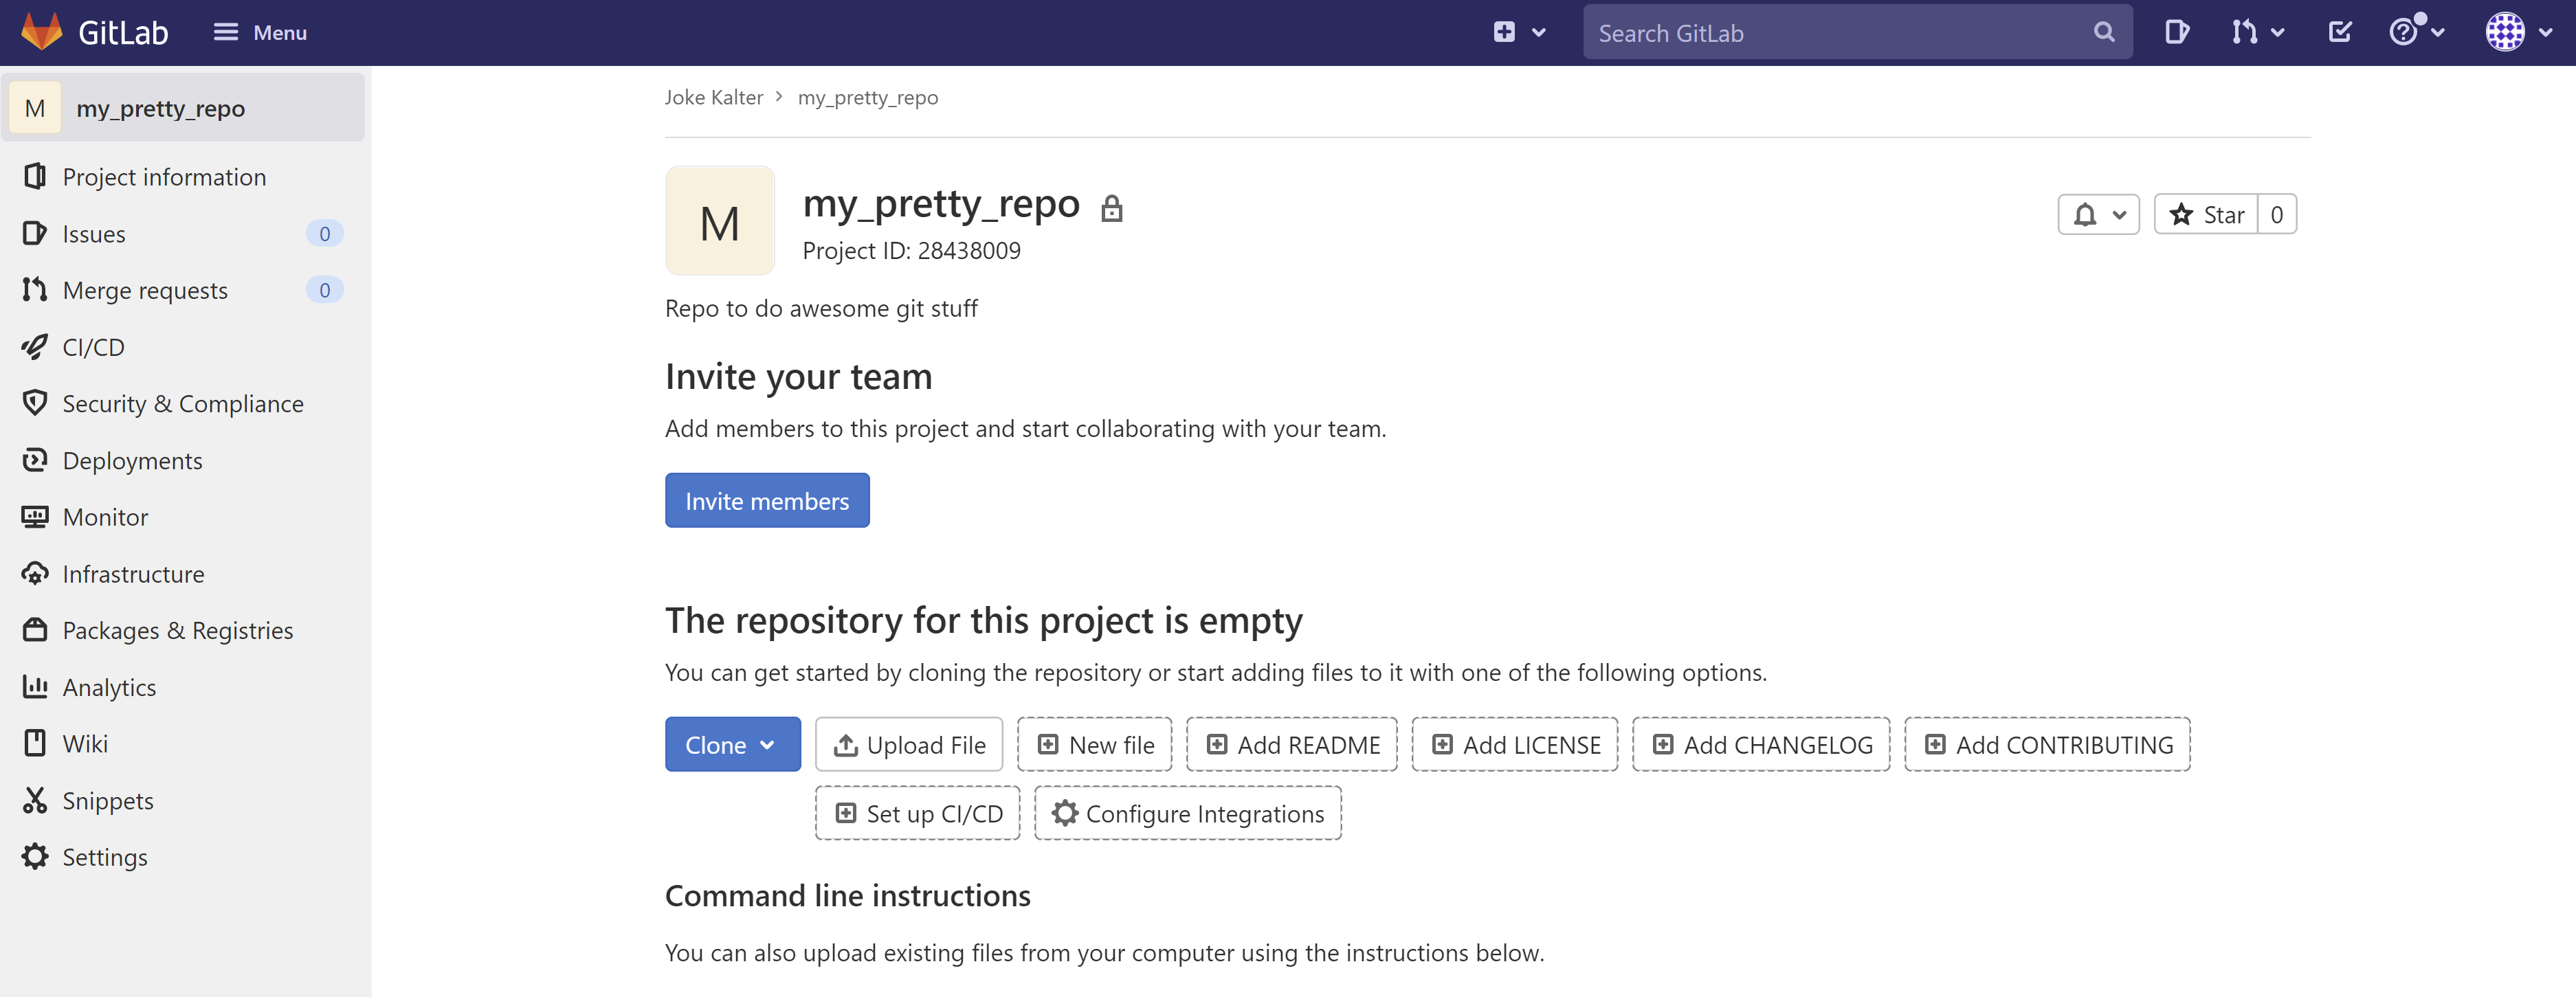 GitLab Menu Search GitLab
M my_pretty_repo
Project information
Issues 0
Merge requests 0
CI/CD
Security & Compliance
Deployments
Monitor
Infrastructure
Packages & Registries
Analytics
Wiki
Snippets
Settings
Joke Kalter > my_pretty_repo
M
my_pretty_repo
Project ID: 28438009
Star 0
Repo to do awesome git stuff
Invite your team
Add members to this project and start collaborating with your team.
Invite members
The repository for this project is empty
You can get started by cloning the repository or start adding files to it with one of the following options.
Clone Upload File New file Add README Add LICENSE Add CHANGELOG Add CONTRIBUTING
Set up CI/CD Configure Integrations
Command line instructions
You can also upload existing files from your computer using the instructions below.